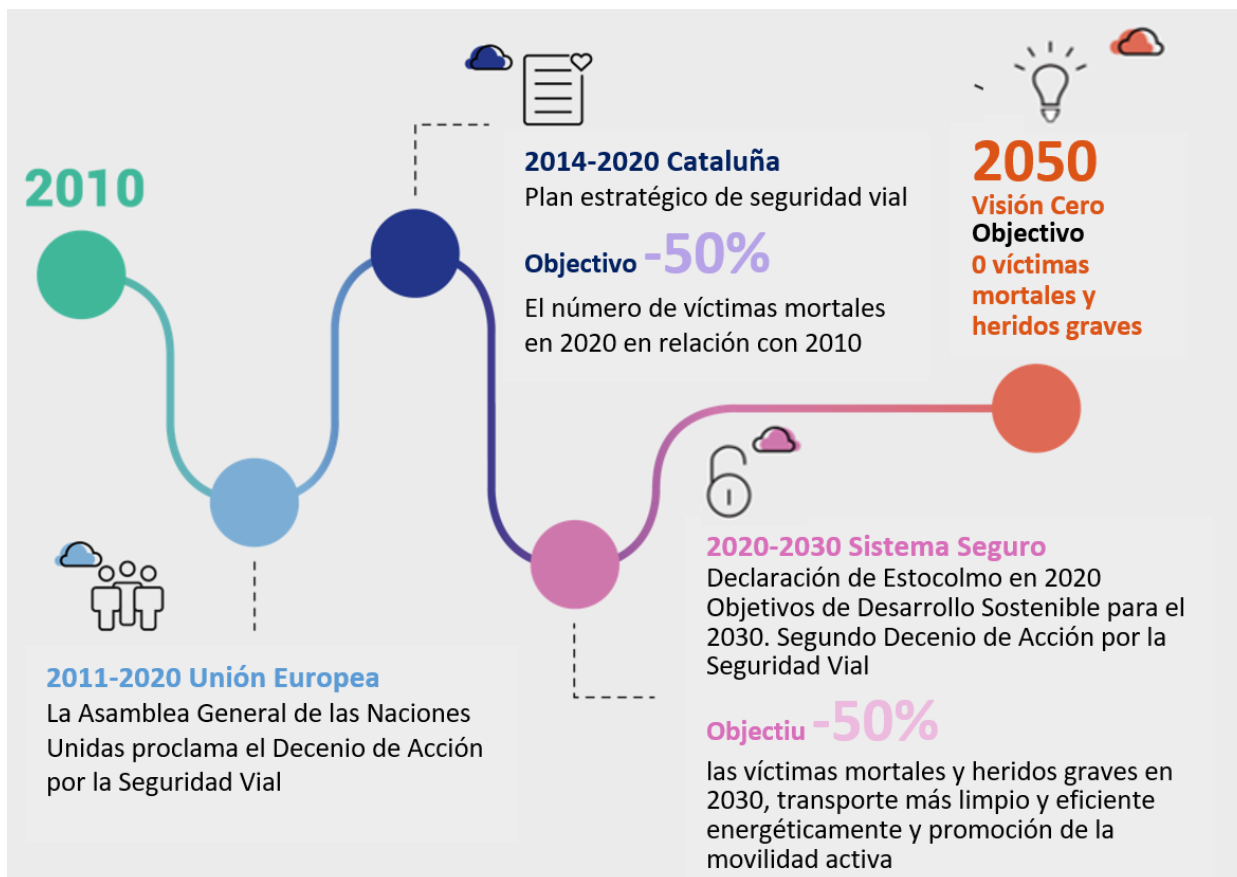 2010
2011-2020 Unión Europea
La Asamblea General de las Naciones
Unidas proclama el Decenio de Acción
por la Seguridad Vial
2014-2020 Cataluña
Plan estratégico de seguridad vial
Objectivo -50%
El número de víctimas mortales
en 2020 en relación con 2010
2020-2030 Sistema Seguro
Declaración de Estocolmo en 2020
Objetivos de Desarrollo Sostenible para el
2030. Segundo Decenio de Acción por la
Seguridad Vial
Objectiu -50%
las víctimas mortales y heridos graves en
2030, transporte más limpio y eficiente
energéticamente y promoción de la
movilidad activa
2050
Visión Cero
Objectivo
0 víctimas
mortales y
heridos graves